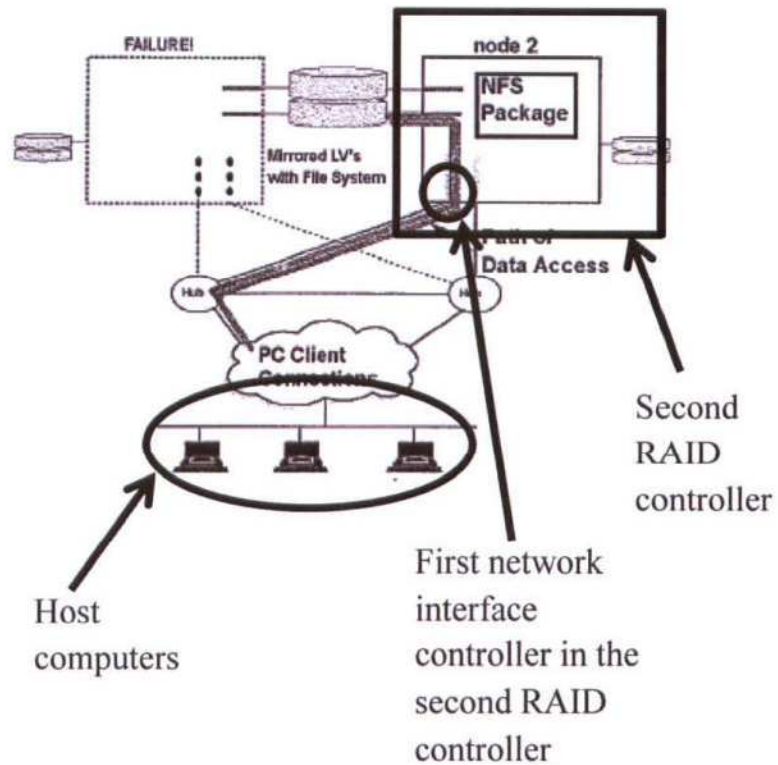 FAILURE!
node 2
NFS
Package
Mirrored LV's
with File System
Path of
Data Access
Hub
PC Client
Connections
Second
RAID
controller
First network
interface
controller in the
second RAID
controller
Host
computers